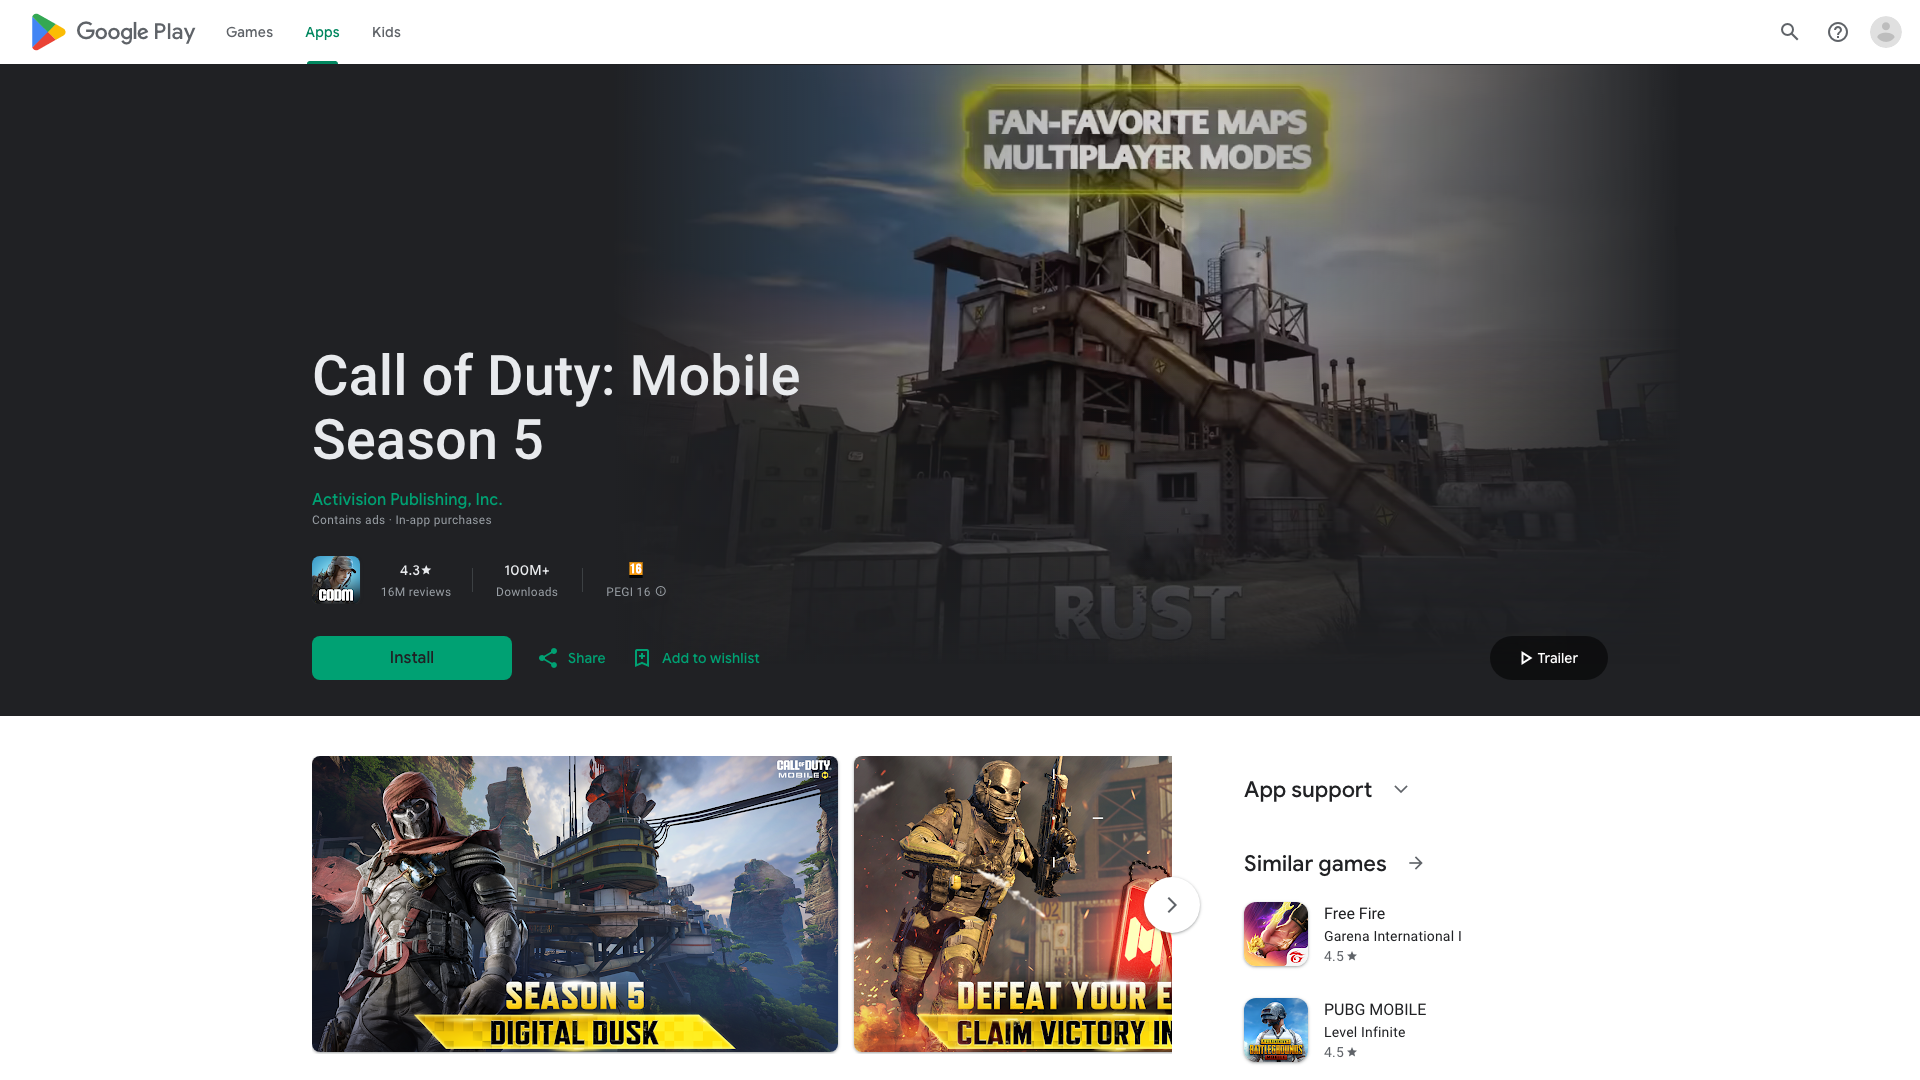 Google Play
Games
Apps
Kids
FAN-FAVORITE MAPS
MULTIPLAYER MODES
Call of Duty: Mobile
Season 5
Activision Publishing, Inc.
Contains ads · In-app purchases
CODM
4.3★
16M reviews
100M+
Downloads
16
PEGI 16
RUST
Install
Share
Add to wishlist
Trailer
CALL OF DUTY
MOBILE
SEASON 5
DIGITAL DUSK
DEFEAT YOUR E
CLAIM VICTORY IN
App support
Similar games
Free Fire
Garena International I
4.5★
PUBG MOBILE
Level Infinite
4.5★
BATTLEGROUNDS